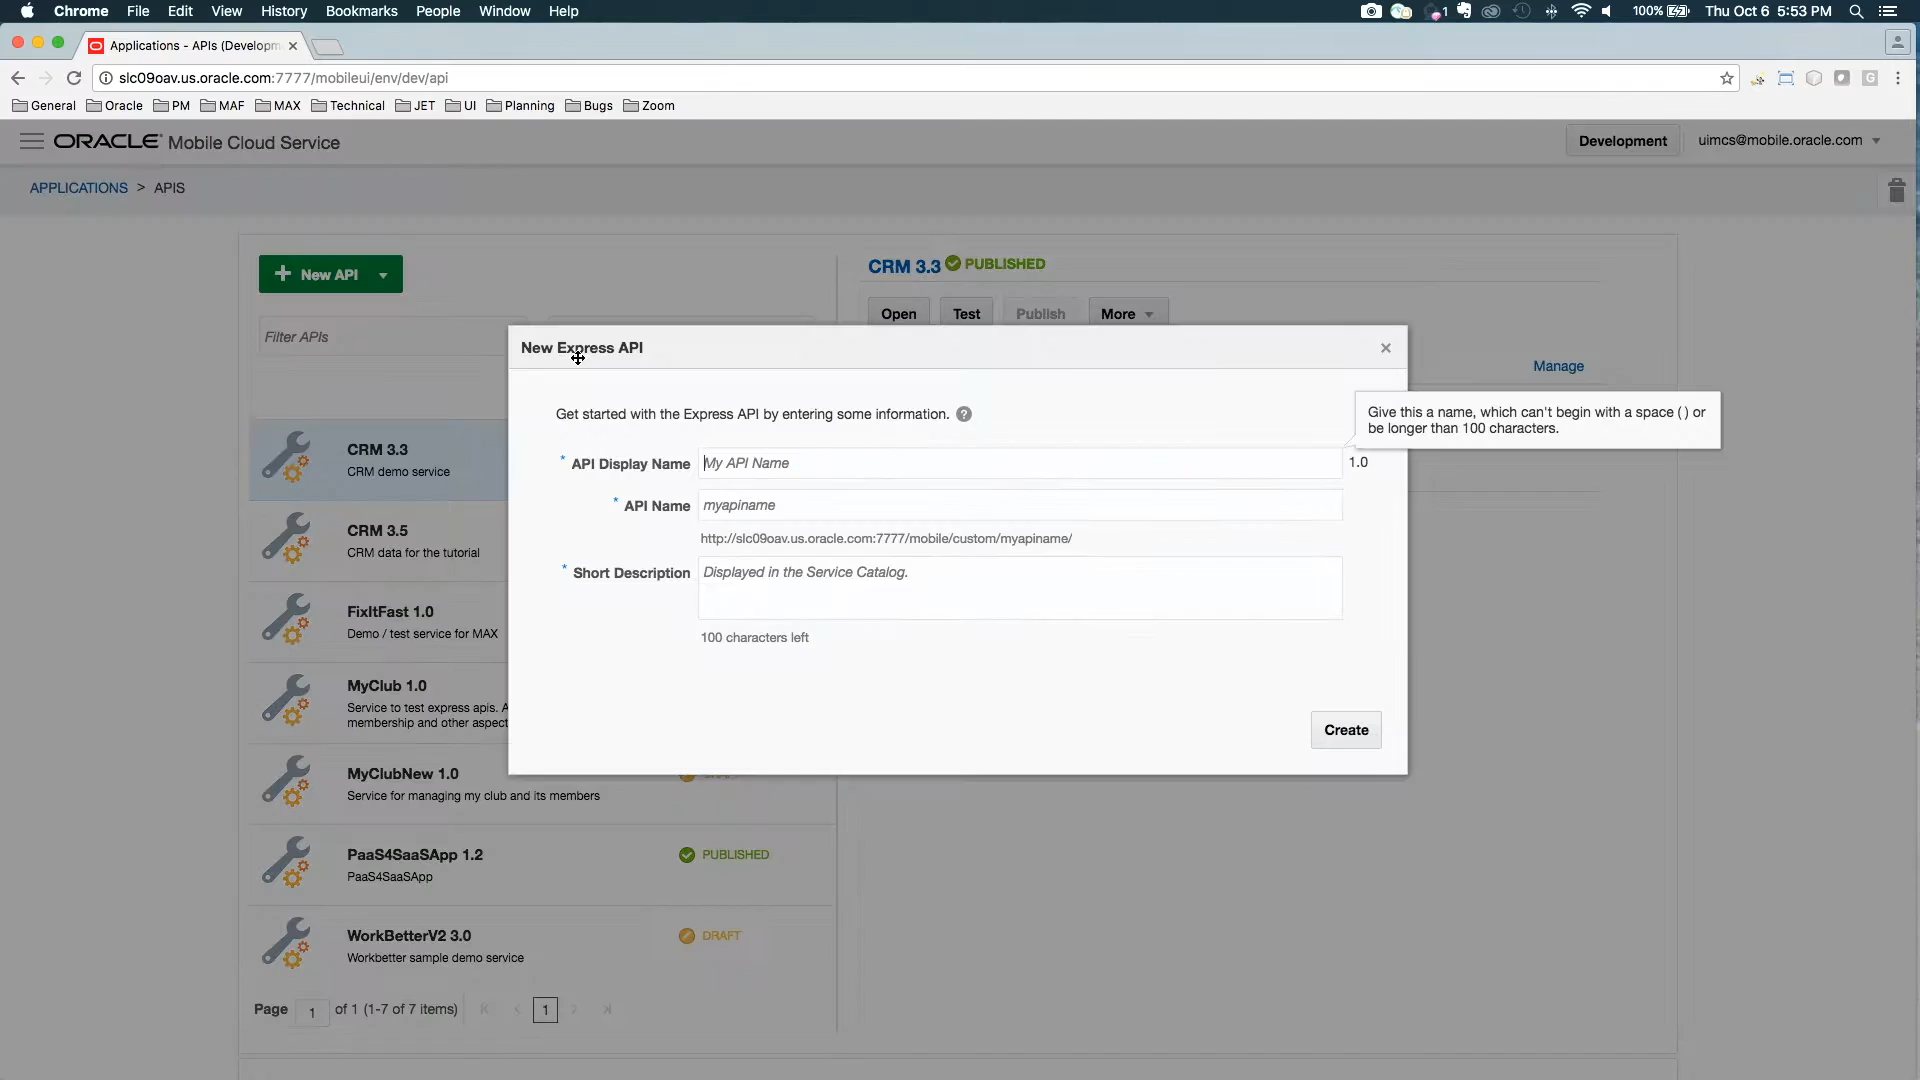 Chrome File Edit View History Bookmarks People Window Help
1 100% Thu Oct 6 5:53 PM
Applications - APIs (Developm
slc09oav.us.oracle.com:7777/mobileui/env/dev/api
General Oracle PM MAF MAX Technical JET UI Planning Bugs Zoom
ORACLE Mobile Cloud Service
Development
uimcs@mobile.oracle.com
APPLICATIONS > APIS
New API
Filter APIs
CRM 3.3 PUBLISHED
Open Test Publish More
Manage
New Express API
Get started with the Express API by entering some information. ?
Give this a name, which can't begin with a space ( ) or
be longer than 100 characters.
* API Display Name My API Name 1.0
* API Name myapiname
http://slc09oav.us.oracle.com:7777/mobile/custom/myapiname/
* Short Description Displayed in the Service Catalog.
100 characters left
Create
CRM 3.3
CRM demo service
CRM 3.5
CRM data for the tutorial
FixItFast 1.0
Demo / test service for MAX
MyClub 1.0
Service to test express apis. A
membership and other aspect
MyClubNew 1.0
Service for managing my club and its members
PaaS4SaaSApp 1.2 PUBLISHED
PaaS4SaaSApp
WorkBetterV2 3.0 DRAFT
Workbetter sample demo service
Page 1 of 1 (1-7 of 7 items) 1